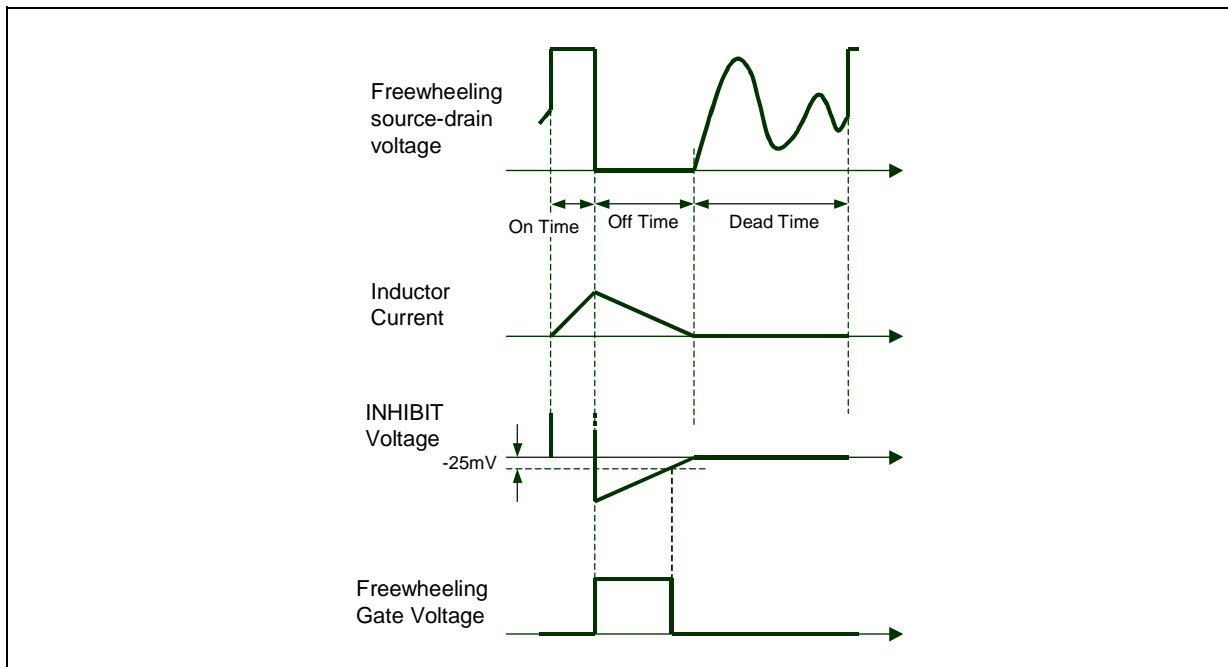 Freewheeling
source-drain
voltage
On Time
Off Time
Dead Time
Inductor
Current
INHIBIT
Voltage
-25mV
Freewheeling
Gate Voltage